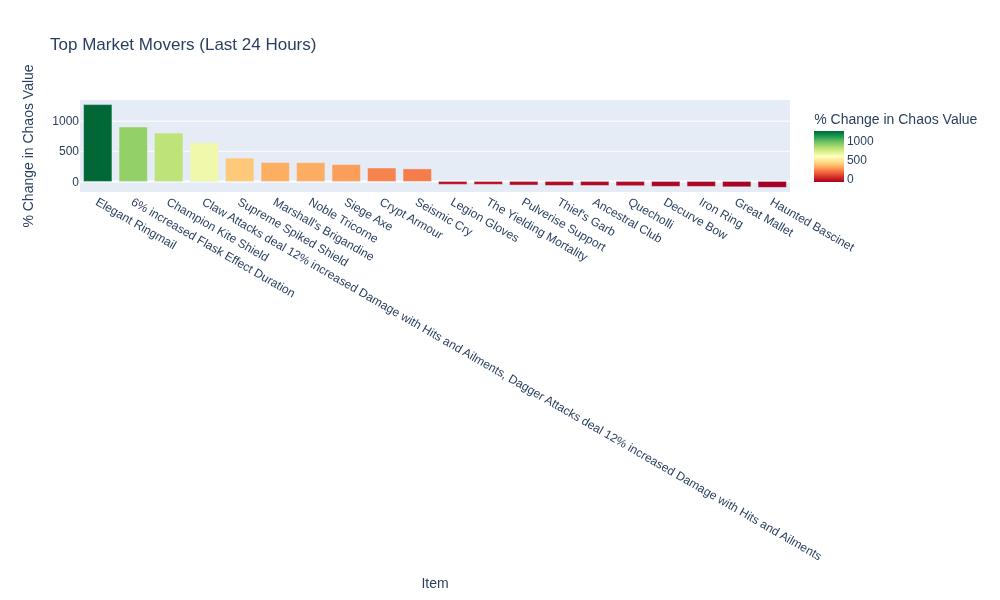 Top Market Movers (Last 24 Hours)
% Change in Chaos Value
1000
500
0
Elegant Ringmail
6% increased Flask Effect Duration
Champion Kite Shield
Claw Attacks deal 12% increased Damage with Hits and Ailments, Dagger Attacks deal 12% increased Damage with Hits and Ailments
Supreme Spiked Shield
Marshall's Brigandine
Noble Tricorne
Siege Axe
Crypt Armour
Seismic Cry
Legion Gloves
The Yielding Mortality
Pulverise Support
Thief's Garb
Ancestral Club
Quecholli
Decurve Bow
Iron Ring
Great Mallet
Haunted Bascinet
Item
% Change in Chaos Value
1000
500
0